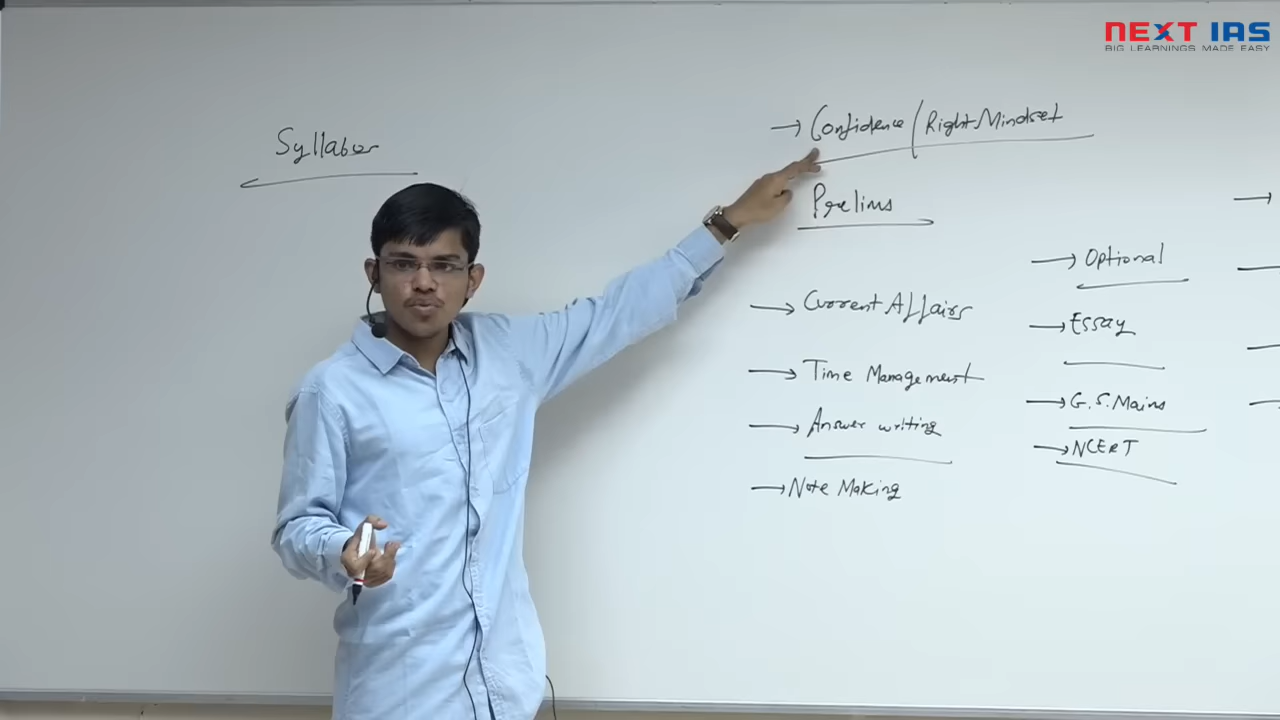 NEXT IAS
BIG LEARNINGS MADE EASY
Syllabus
→ Confidence / Right Mindset
Prelims
→ Current Affairs
→ Time Management
→ Answer writing
→ Note Making
→ Optional
→ Essay
→ G.S. Mains
→ NCERT